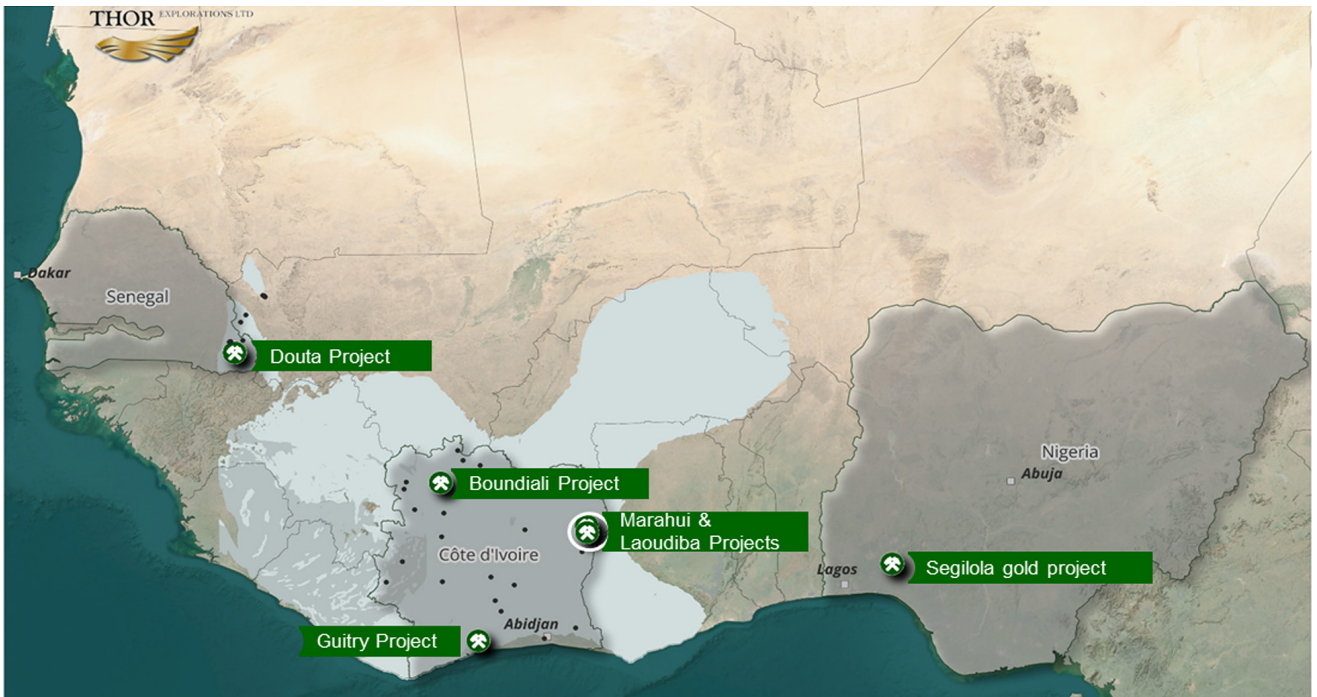 THOR EXPLORATIONS LTD
Dakar
Senegal
Douta Project
Nigeria
Abuja
Boundiali Project
Marahui &
Laoudiba Projects
Côte d'Ivoire
Lagos
Segilola gold project
Abidjan
Guitry Project